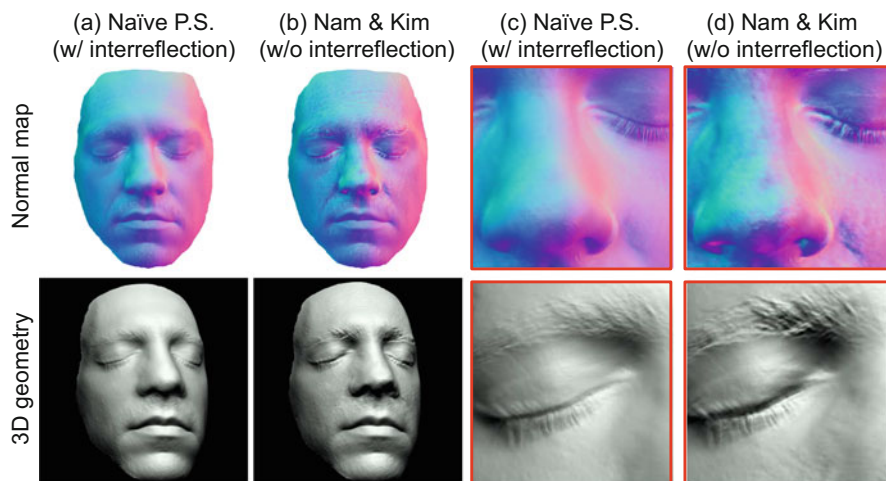 (a) Naïve P.S.
(w/ interreflection)
(b) Nam & Kim
(w/o interreflection)
(c) Naïve P.S.
(w/ interreflection)
(d) Nam & Kim
(w/o interreflection)
Normal map
3D geometry